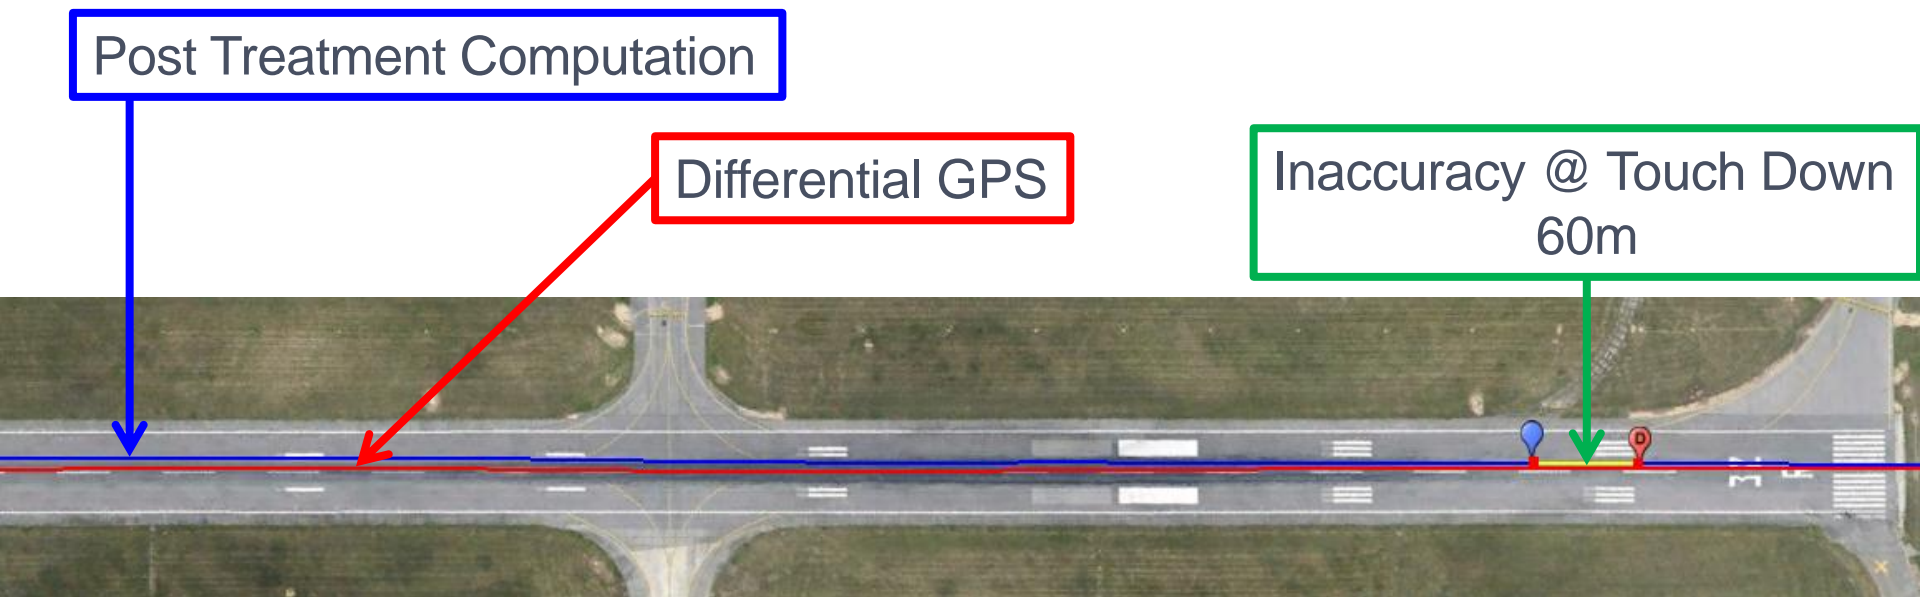 Post Treatment Computation
Differential GPS
Inaccuracy @ Touch Down
60m
D